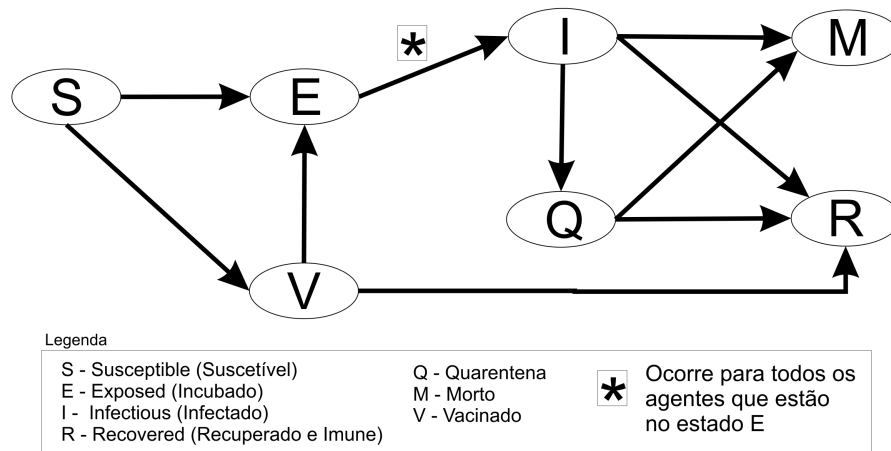 *
I
M
S
E
Q
R
V
Legenda
S - Susceptible (Suscetível)
E - Exposed (Incubado)
I - Infectious (Infectado)
R - Recovered (Recuperado e Imune)
Q - Quarentena
M - Morto
V - Vacinado
*
Ocorre para todos os
agentes que estão
no estado E